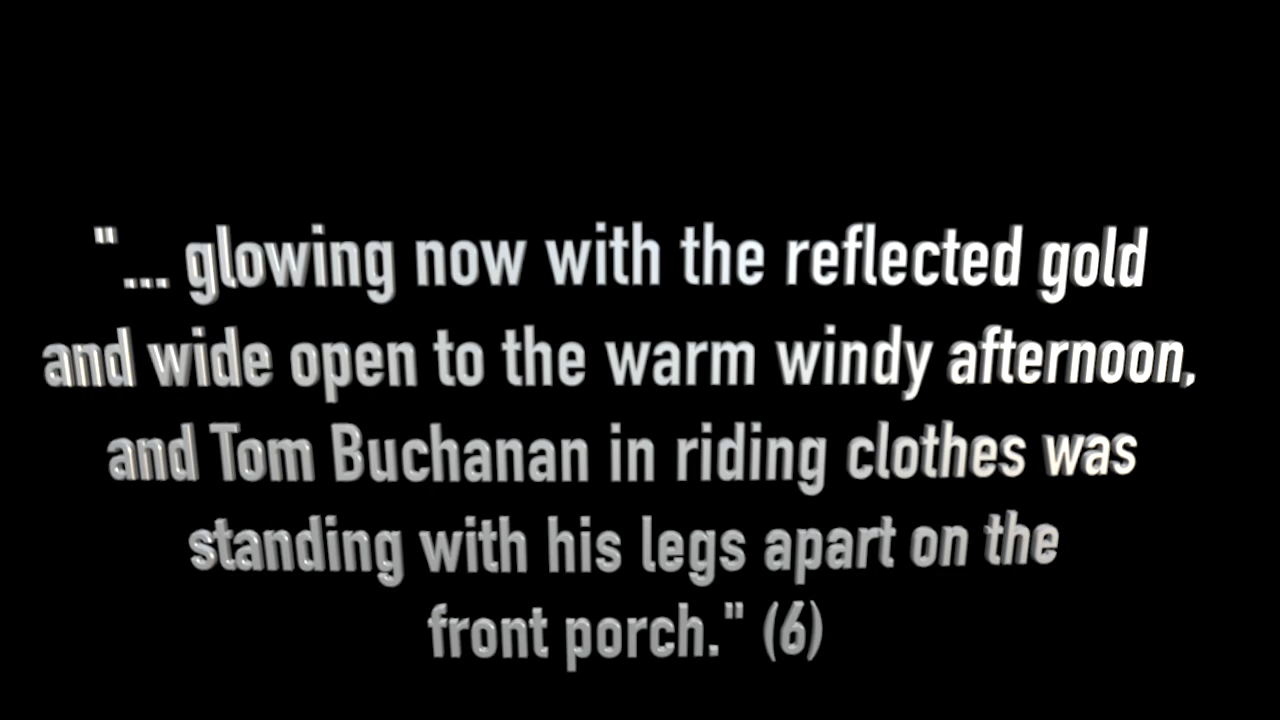 "... glowing now with the reflected gold
and wide open to the warm windy afternoon,
and Tom Buchanan in riding clothes was
standing with his legs apart on the
front porch." (6)